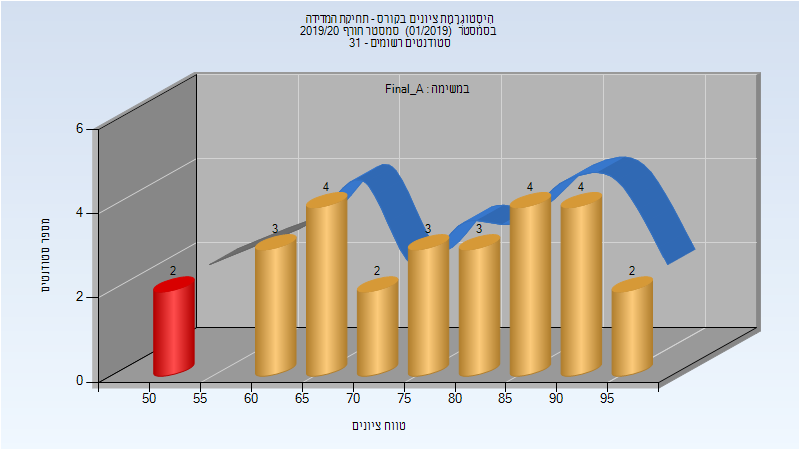 היסטוגרמת ציונים בקורס - תחיקת המדידה
בסמסטר (01/2019) סמסטר חורף 2019/20
סטודנטים רשומים - 31
במשימה : Final_A
6
4
2
0
מספר סטודנטים
2
3
4
2
3
3
4
4
2
50 55 60 65 70 75 80 85 90 95
טווח ציונים